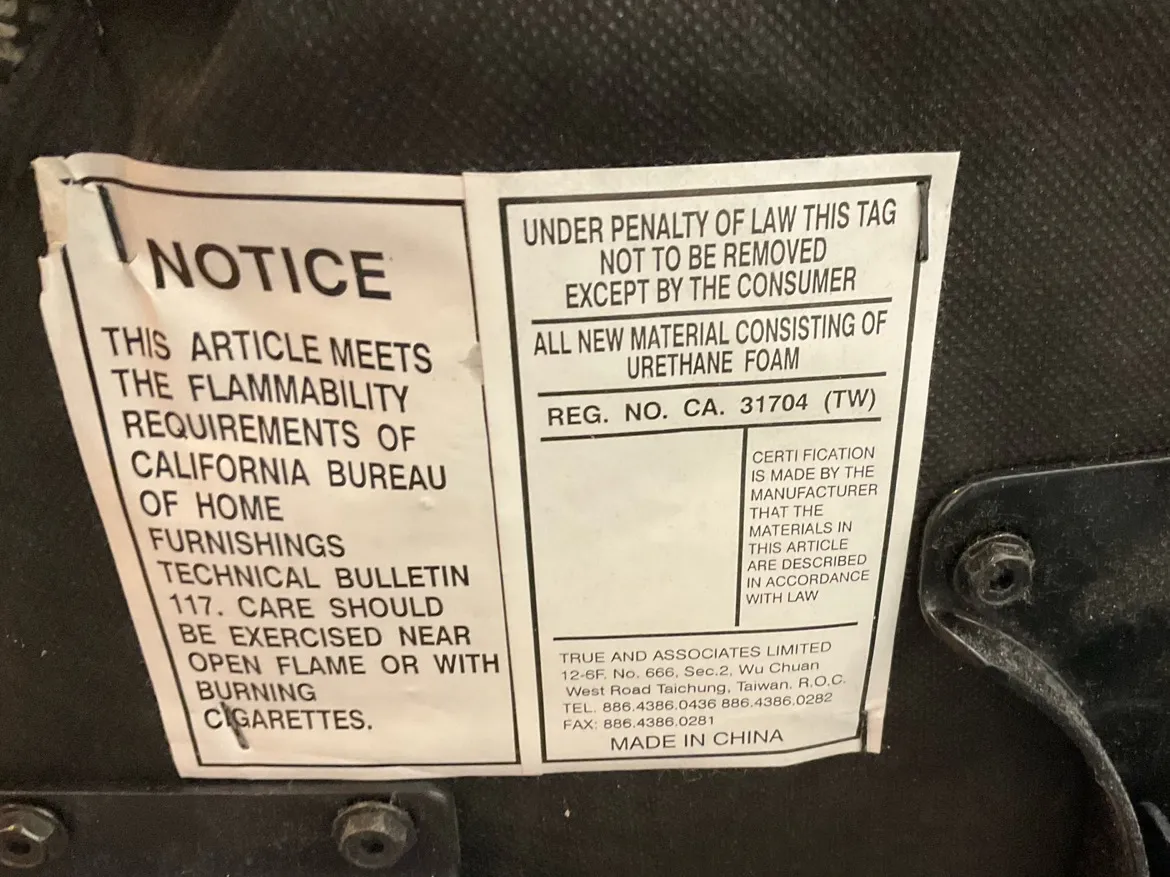 NOTICE
THIS ARTICLE MEETS
THE FLAMMABILITY
REQUIREMENTS OF
CALIFORNIA BUREAU
OF HOME
FURNISHINGS
TECHNICAL BULLETIN
117. CARE SHOULD
BE EXERCISED NEAR
OPEN FLAME OR WITH
BURNING
CIGARETTES.
UNDER PENALTY OF LAW THIS TAG
NOT TO BE REMOVED
EXCEPT BY THE CONSUMER
ALL NEW MATERIAL CONSISTING OF
URETHANE FOAM
REG. NO. CA. 31704 (TW)
CERTI FICATION
IS MADE BY THE
MANUFACTURER
THAT THE
MATERIALS IN
THIS ARTICLE
ARE DESCRIBED
IN ACCORDANCE
WITH LAW
TRUE AND ASSOCIATES LIMITED
12-6F. No. 666, Sec.2, Wu Chuan
West Road Taichung, Taiwan. R.O.C.
TEL. 886.4386.0436 886.4386.0282
FAX: 886.4386.0281
MADE IN CHINA